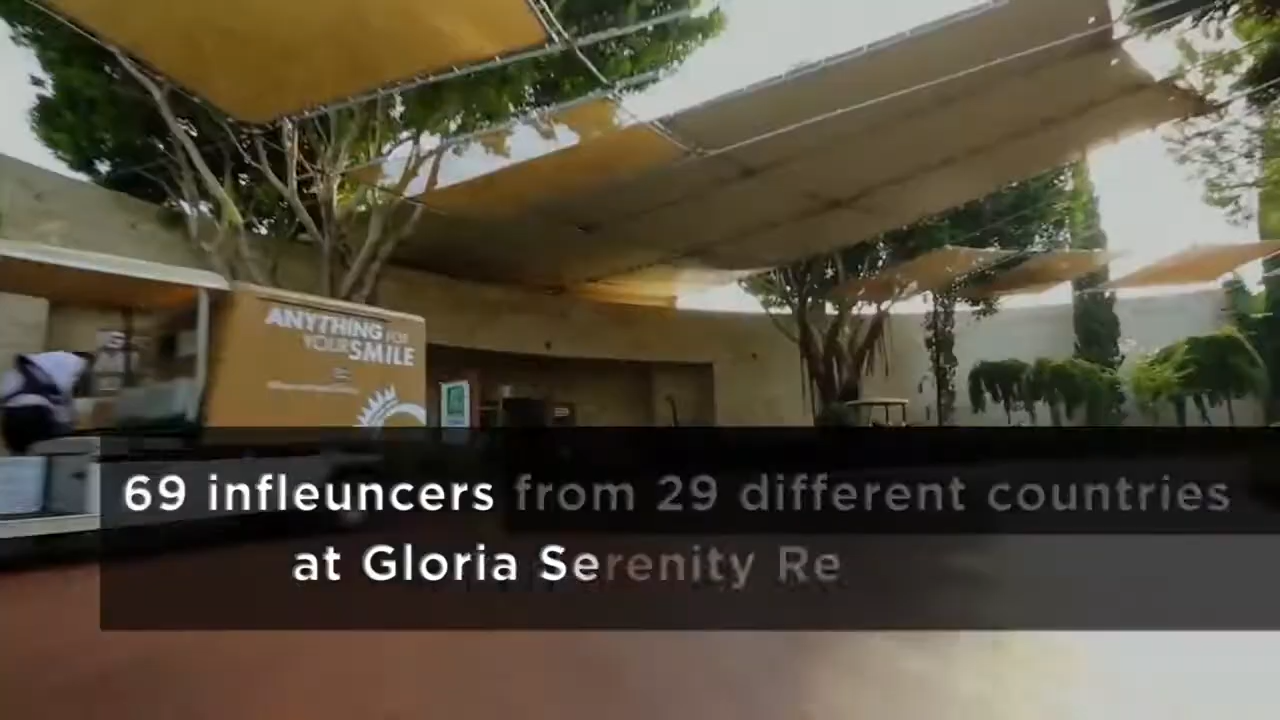 ANYTHING FOR
YOUR SMILE
69 infleuncers from 29 different countries
at Gloria Serenity Re